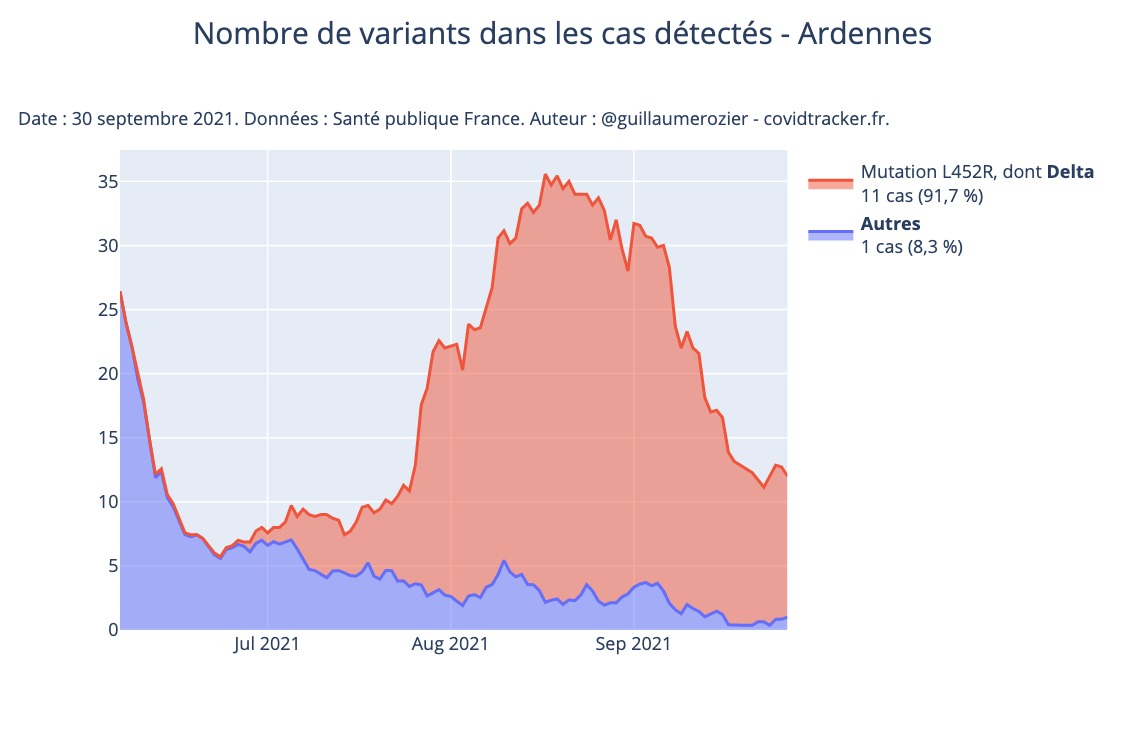 Nombre de variants dans les cas détectés - Ardennes
Date : 30 septembre 2021. Données : Santé publique France. Auteur : @guillaumerozier - covidtracker.fr.
Mutation L452R, dont Delta
11 cas (91,7 %)
Autres
1 cas (8,3 %)
35
30
25
20
15
10
5
0
Jul 2021 Aug 2021 Sep 2021